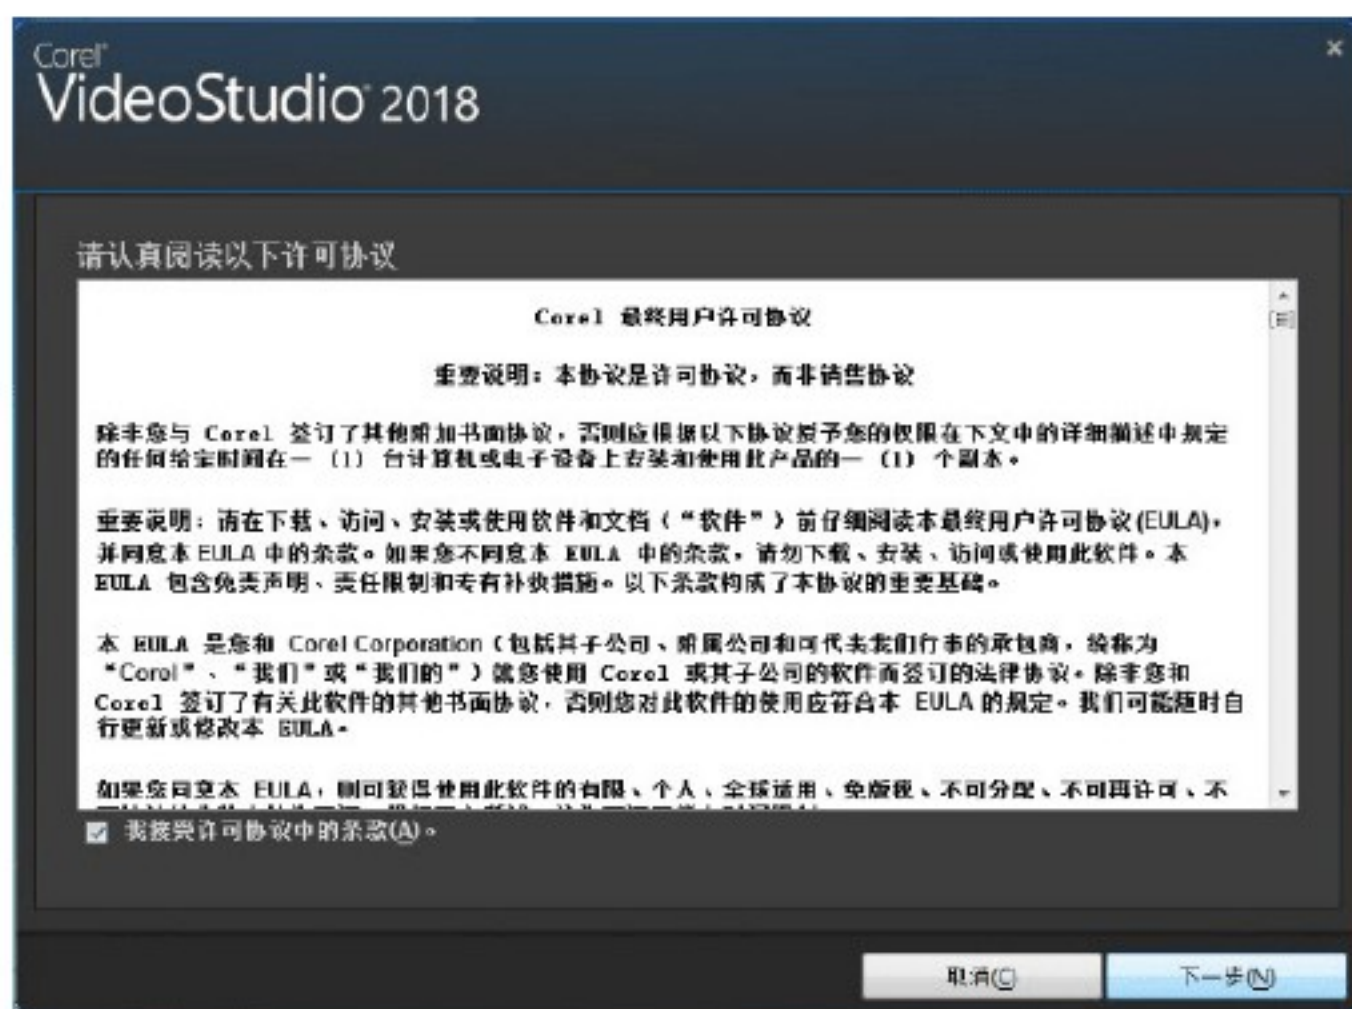 Corel®
VideoStudio® 2018
×
请认真阅读以下许可协议
Corel 最终用户许可协议
重要说明：本协议是许可协议，而非销售协议
除非您与 Corel 签订了其他附加书面协议，否则应根据以下协议授予您的权限在下文中的详细描述中规定
的任何给定时间在一 (1) 台计算机或电子设备上安装和使用此产品的一 (1) 个副本。
重要说明：请在下载、访问、安装或使用软件和文档（“软件”）前仔细阅读本最终用户许可协议(EULA)，
并同意本 EULA 中的条款。如果您不同意本 EULA 中的条款，请勿下载、安装、访问或使用此软件。本
EULA 包含免责声明、责任限制和专有补救措施。以下条款构成了本协议的重要基础。
本 EULA 是您和 Corel Corporation（包括其子公司、附属公司和可代表我们行事的承包商，统称为
“Corel”、“我们”或“我们的”）就您使用 Corel 或其子公司的软件而签订的法律协议。除非您和
Corel 签订了有关此软件的其他书面协议，否则您对此软件的使用应符合本 EULA 的规定。我们可能随时自
行更新或修改本 EULA。
如果您同意本 EULA，则可获得使用此软件的有限、个人、全球适用、免版税、不可分配、不可再许可、不
我接受许可协议中的条款(A)。
取消(C)
下一步(N)